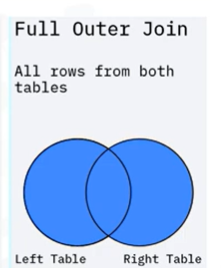 Full Outer Join
All rows from both
tables
Left Table
Right Table